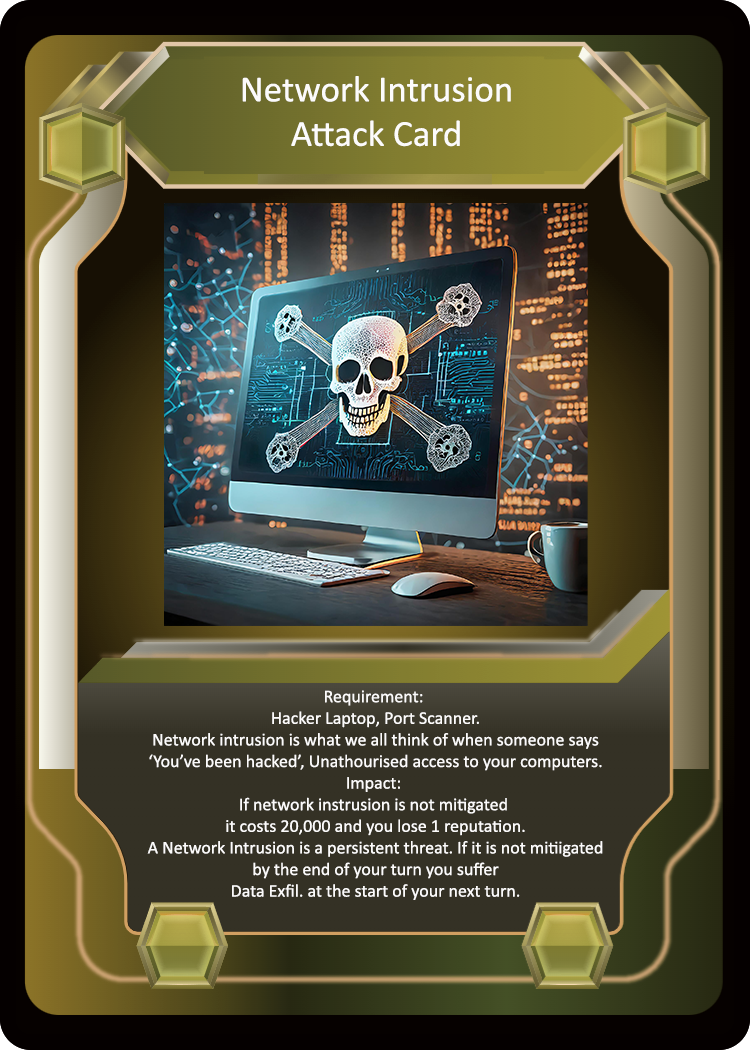 Network Intrusion
Attack Card
Requirement:
Hacker Laptop, Port Scanner.
Network intrusion is what we all think of when someone says
‘You’ve been hacked’, Unathourised access to your computers.
Impact:
If network instrusion is not mitigated
it costs 20,000 and you lose 1 reputation.
A Network Intrusion is a persistent threat. If it is not mitiigated
by the end of your turn you suffer
Data Exfil. at the start of your next turn.